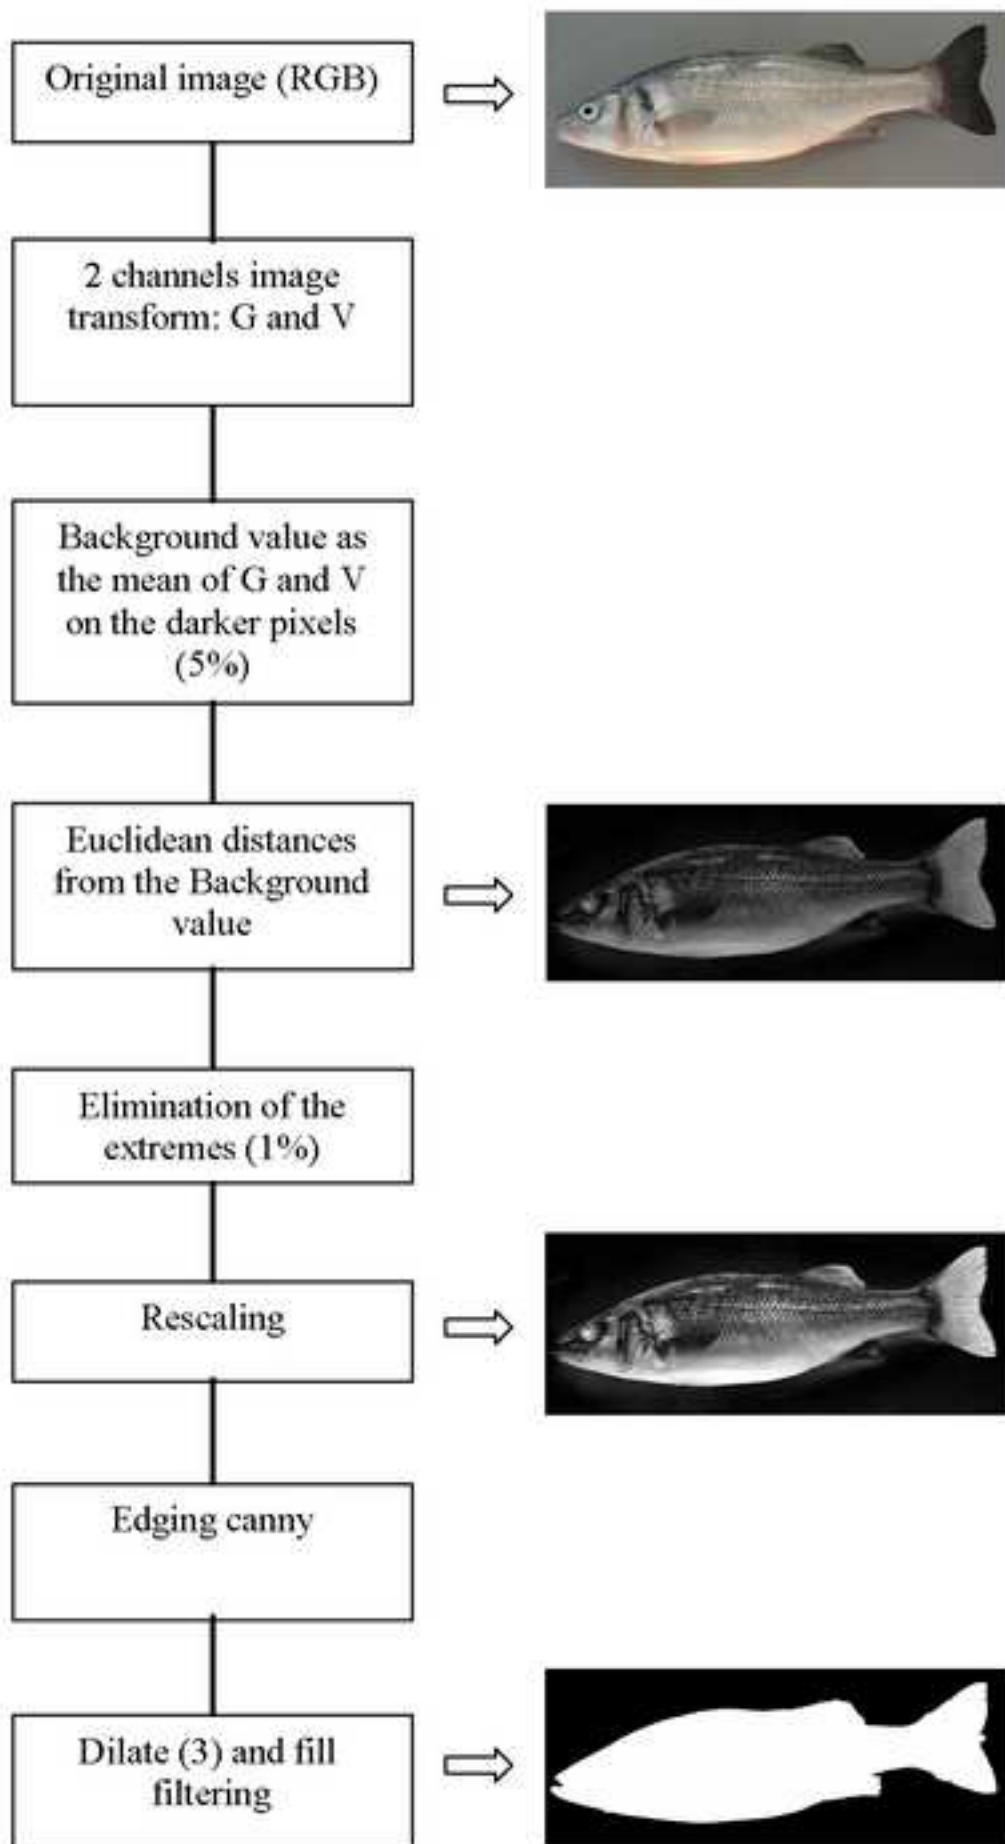 Original image (RGB)
2 channels image
transform: G and V
Background value as
the mean of G and V
on the darker pixels
(5%)
Euclidean distances
from the Background
value
Elimination of the
extremes (1%)
Rescaling
Edging canny
Dilate (3) and fill
filtering